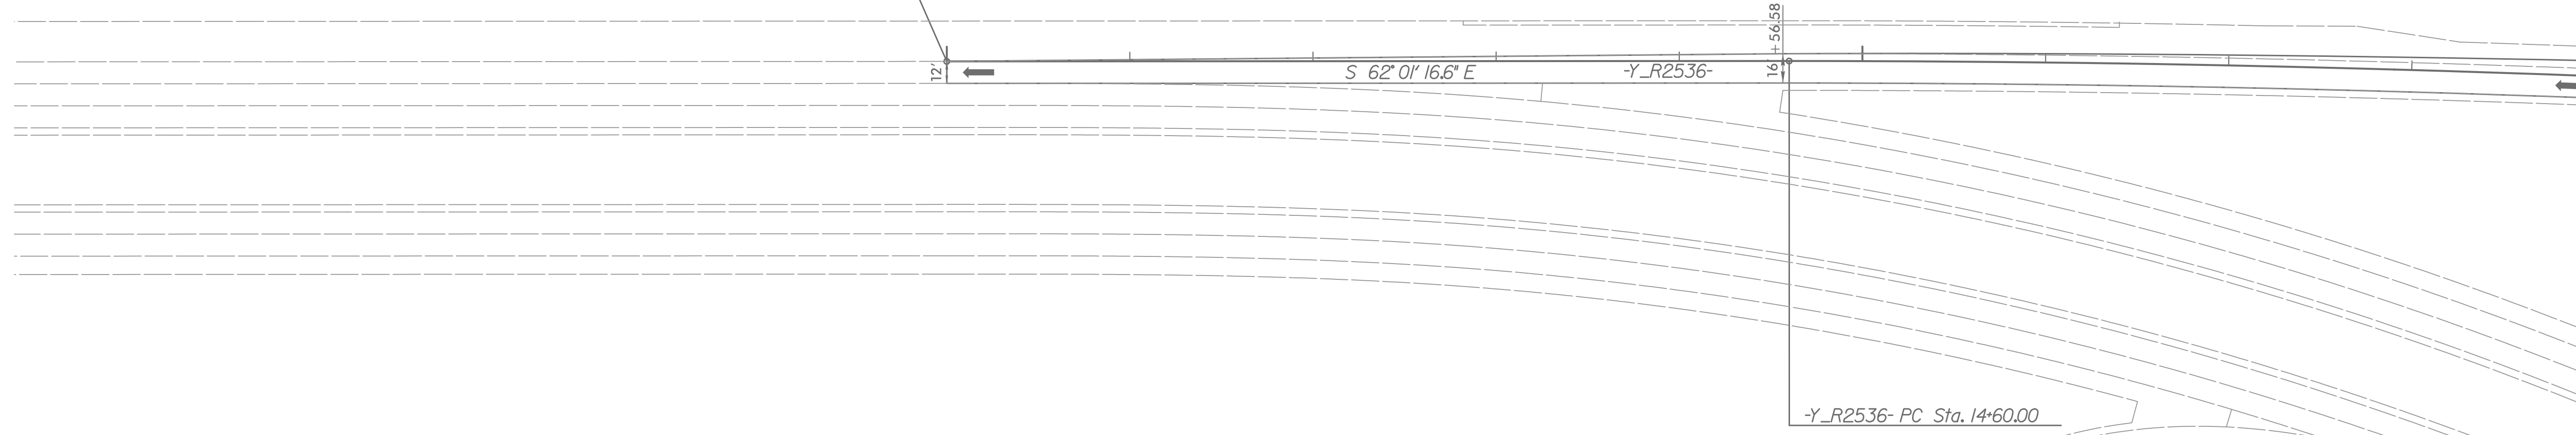 + 56.58
12'
S 62° 01' 16.6" E
-Y_R2536-
16'
-Y_R2536- PC Sta. 14+60.00